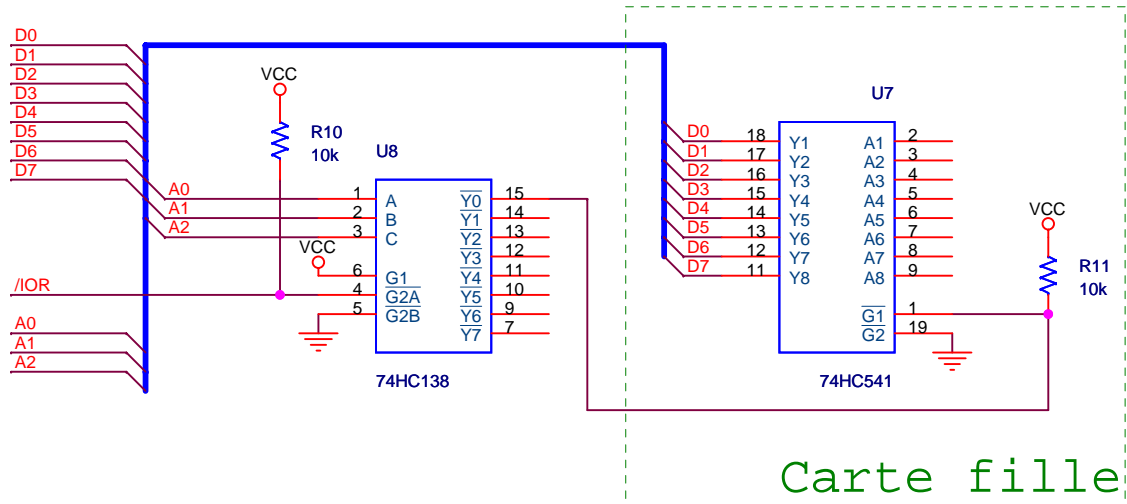 D0
D1
D2
D3
D4
D5
D6
D7
/IOR
A0
A1
A2
VCC
R10
10k
U8
A0
A1
A2
VCC
1 A Y0 15
2 B Y1 14
3 C Y2 13
Y3 12
6 G1 Y4 11
4 G2A Y5 10
5 G2B Y6 9
Y7 7
74HC138
U7
D0 18 Y1 A1 2
D1 17 Y2 A2 3
D2 16 Y3 A3 4
D3 15 Y4 A4 5
D4 14 Y5 A5 6
D5 13 Y6 A6 7
D6 12 Y7 A7 8
D7 11 Y8 A8 9
G1 1
G2 19
74HC541
VCC
R11
10k
Carte fille